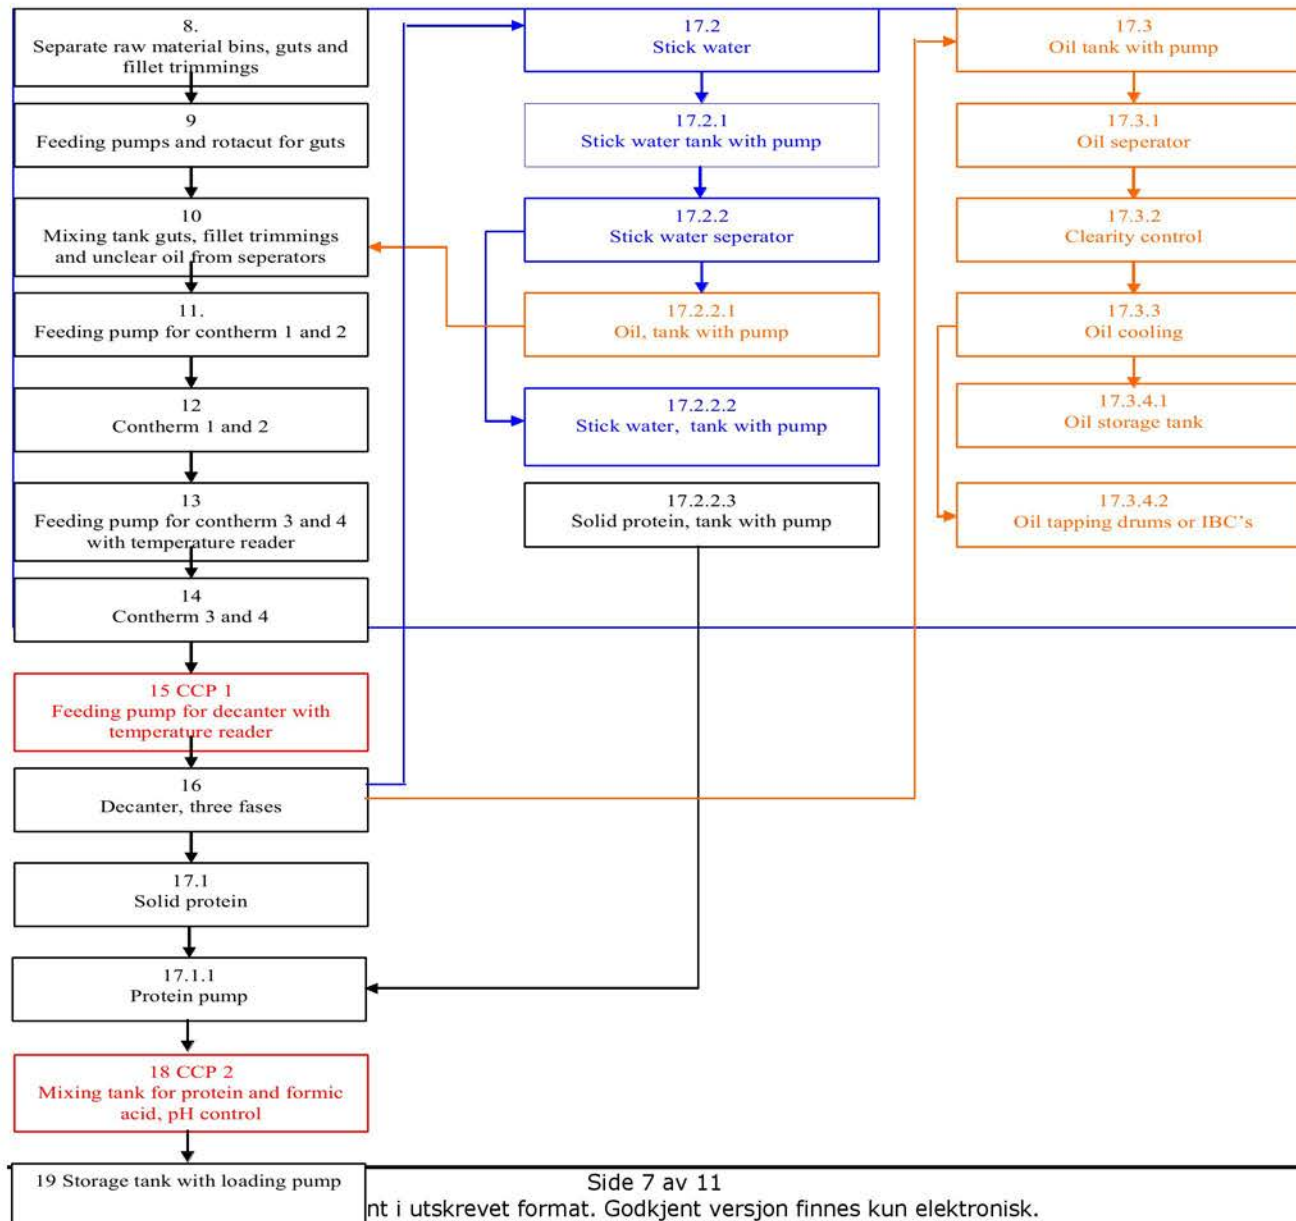 8.
Separate raw material bins, guts and
fillet trimmings
9
Feeding pumps and rotacut for guts
10
Mixing tank guts, fillet trimmings
and unclear oil from seperators
11.
Feeding pump for contherm 1 and 2
12
Contherm 1 and 2
13
Feeding pump for contherm 3 and 4
with temperature reader
14
Contherm 3 and 4
15 CCP 1
Feeding pump for decanter with
temperature reader
16
Decanter, three fases
17.1
Solid protein
17.1.1
Protein pump
18 CCP 2
Mixing tank for protein and formic
acid, pH control
19 Storage tank with loading pump
17.2
Stick water
17.2.1
Stick water tank with pump
17.2.2
Stick water seperator
17.2.2.1
Oil, tank with pump
17.2.2.2
Stick water, tank with pump
17.2.2.3
Solid protein, tank with pump
17.3
Oil tank with pump
17.3.1
Oil seperator
17.3.2
Clearity control
17.3.3
Oil cooling
17.3.4.1
Oil storage tank
17.3.4.2
Oil tapping drums or IBC's
Side 7 av 11
nt i utskrevet format. Godkjent versjon finnes kun elektronisk.